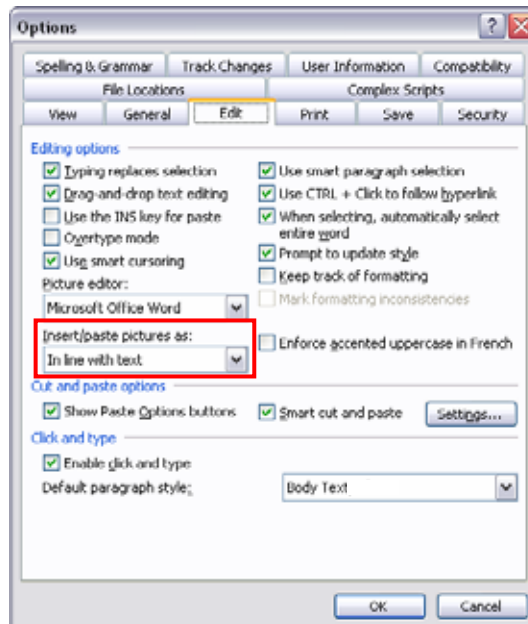 Options
Spelling & Grammar Track Changes User Information Compatibility
File Locations Complex Scripts
View General Edit Print Save Security
Editing options
Typing replaces selection
Drag-and-drop text editing
Use the INS key for paste
Overtype mode
Use smart cursoring
Picture editor:
Microsoft Office Word
Insert/paste pictures as:
In line with text
Use smart paragraph selection
Use CTRL + Click to follow hyperlink
When selecting, automatically select
entire word
Prompt to update style
Keep track of formatting
Mark formatting inconsistencies
Enforce accented uppercase in French
Cut and paste options
Show Paste Options buttons Smart cut and paste Settings...
Click and type
Enable click and type
Default paragraph style: Body Text
OK Cancel